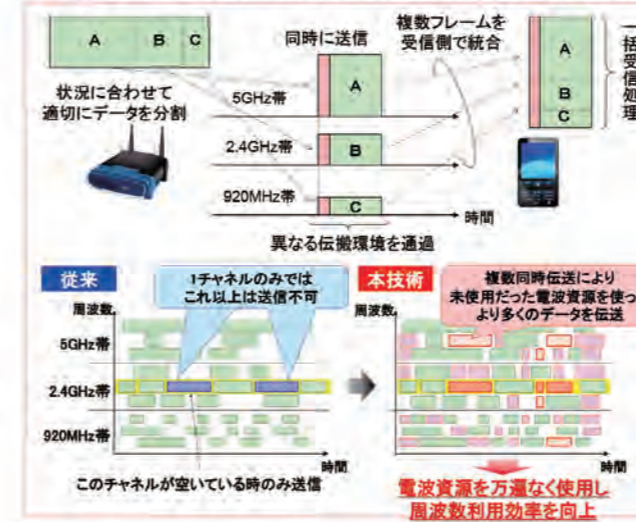 A B C
状況に合わせて
適切にデータを分割
同時に送信
5GHz帯
A
2.4GHz帯
B
920MHz帯
C
時間
異なる伝搬環境を通過
複数フレームを
受信側で統合
A
B
C
一括受信処理
従来
1チャネルのみでは
これ以上は送信不可
周波数
5GHz帯
2.4GHz帯
920MHz帯
時間
このチャネルが空いている時のみ送信
本技術
複数同時伝送により
未使用だった電波資源を使っ
より多くのデータを伝送
周波数
時間
電波資源を万遍なく使用し
周波数利用効率を向上